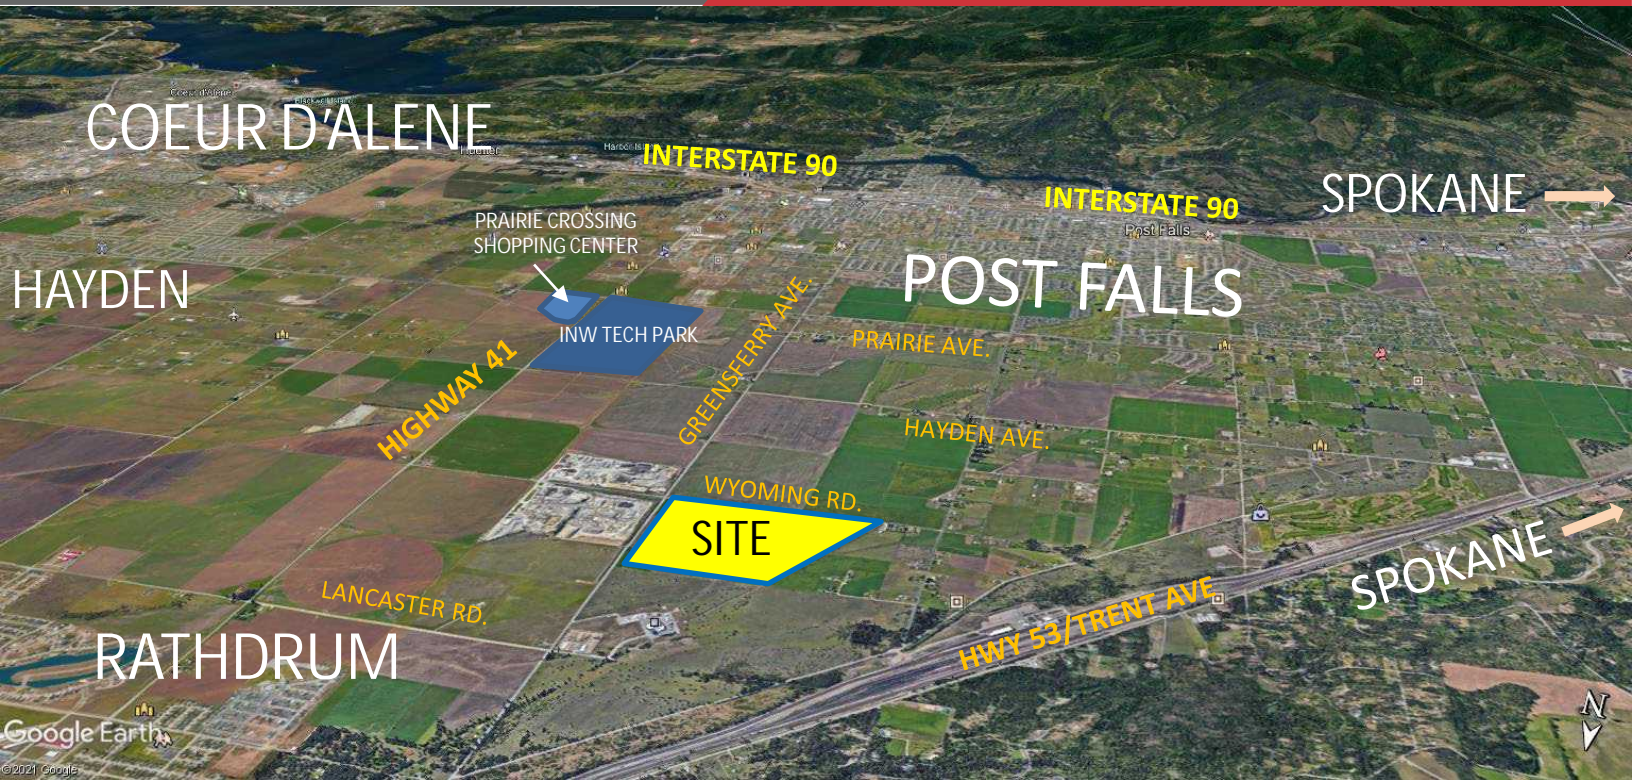 Coeur d'Alene
COEUR D'ALENE
INTERSTATE 90
SPOKANE
INTERSTATE 90
Post Falls
PRAIRIE CROSSING
SHOPPING CENTER
HAYDEN
POST FALLS
INW TECH PARK
GREENSFERRY AVE.
PRAIRIE AVE.
HIGHWAY 41
HAYDEN AVE.
WYOMING RD.
SITE
SPOKANE
LANCASTER RD.
HWY 53/TRENT AVE
RATHDRUM
N
Google Earth
©2021 Google